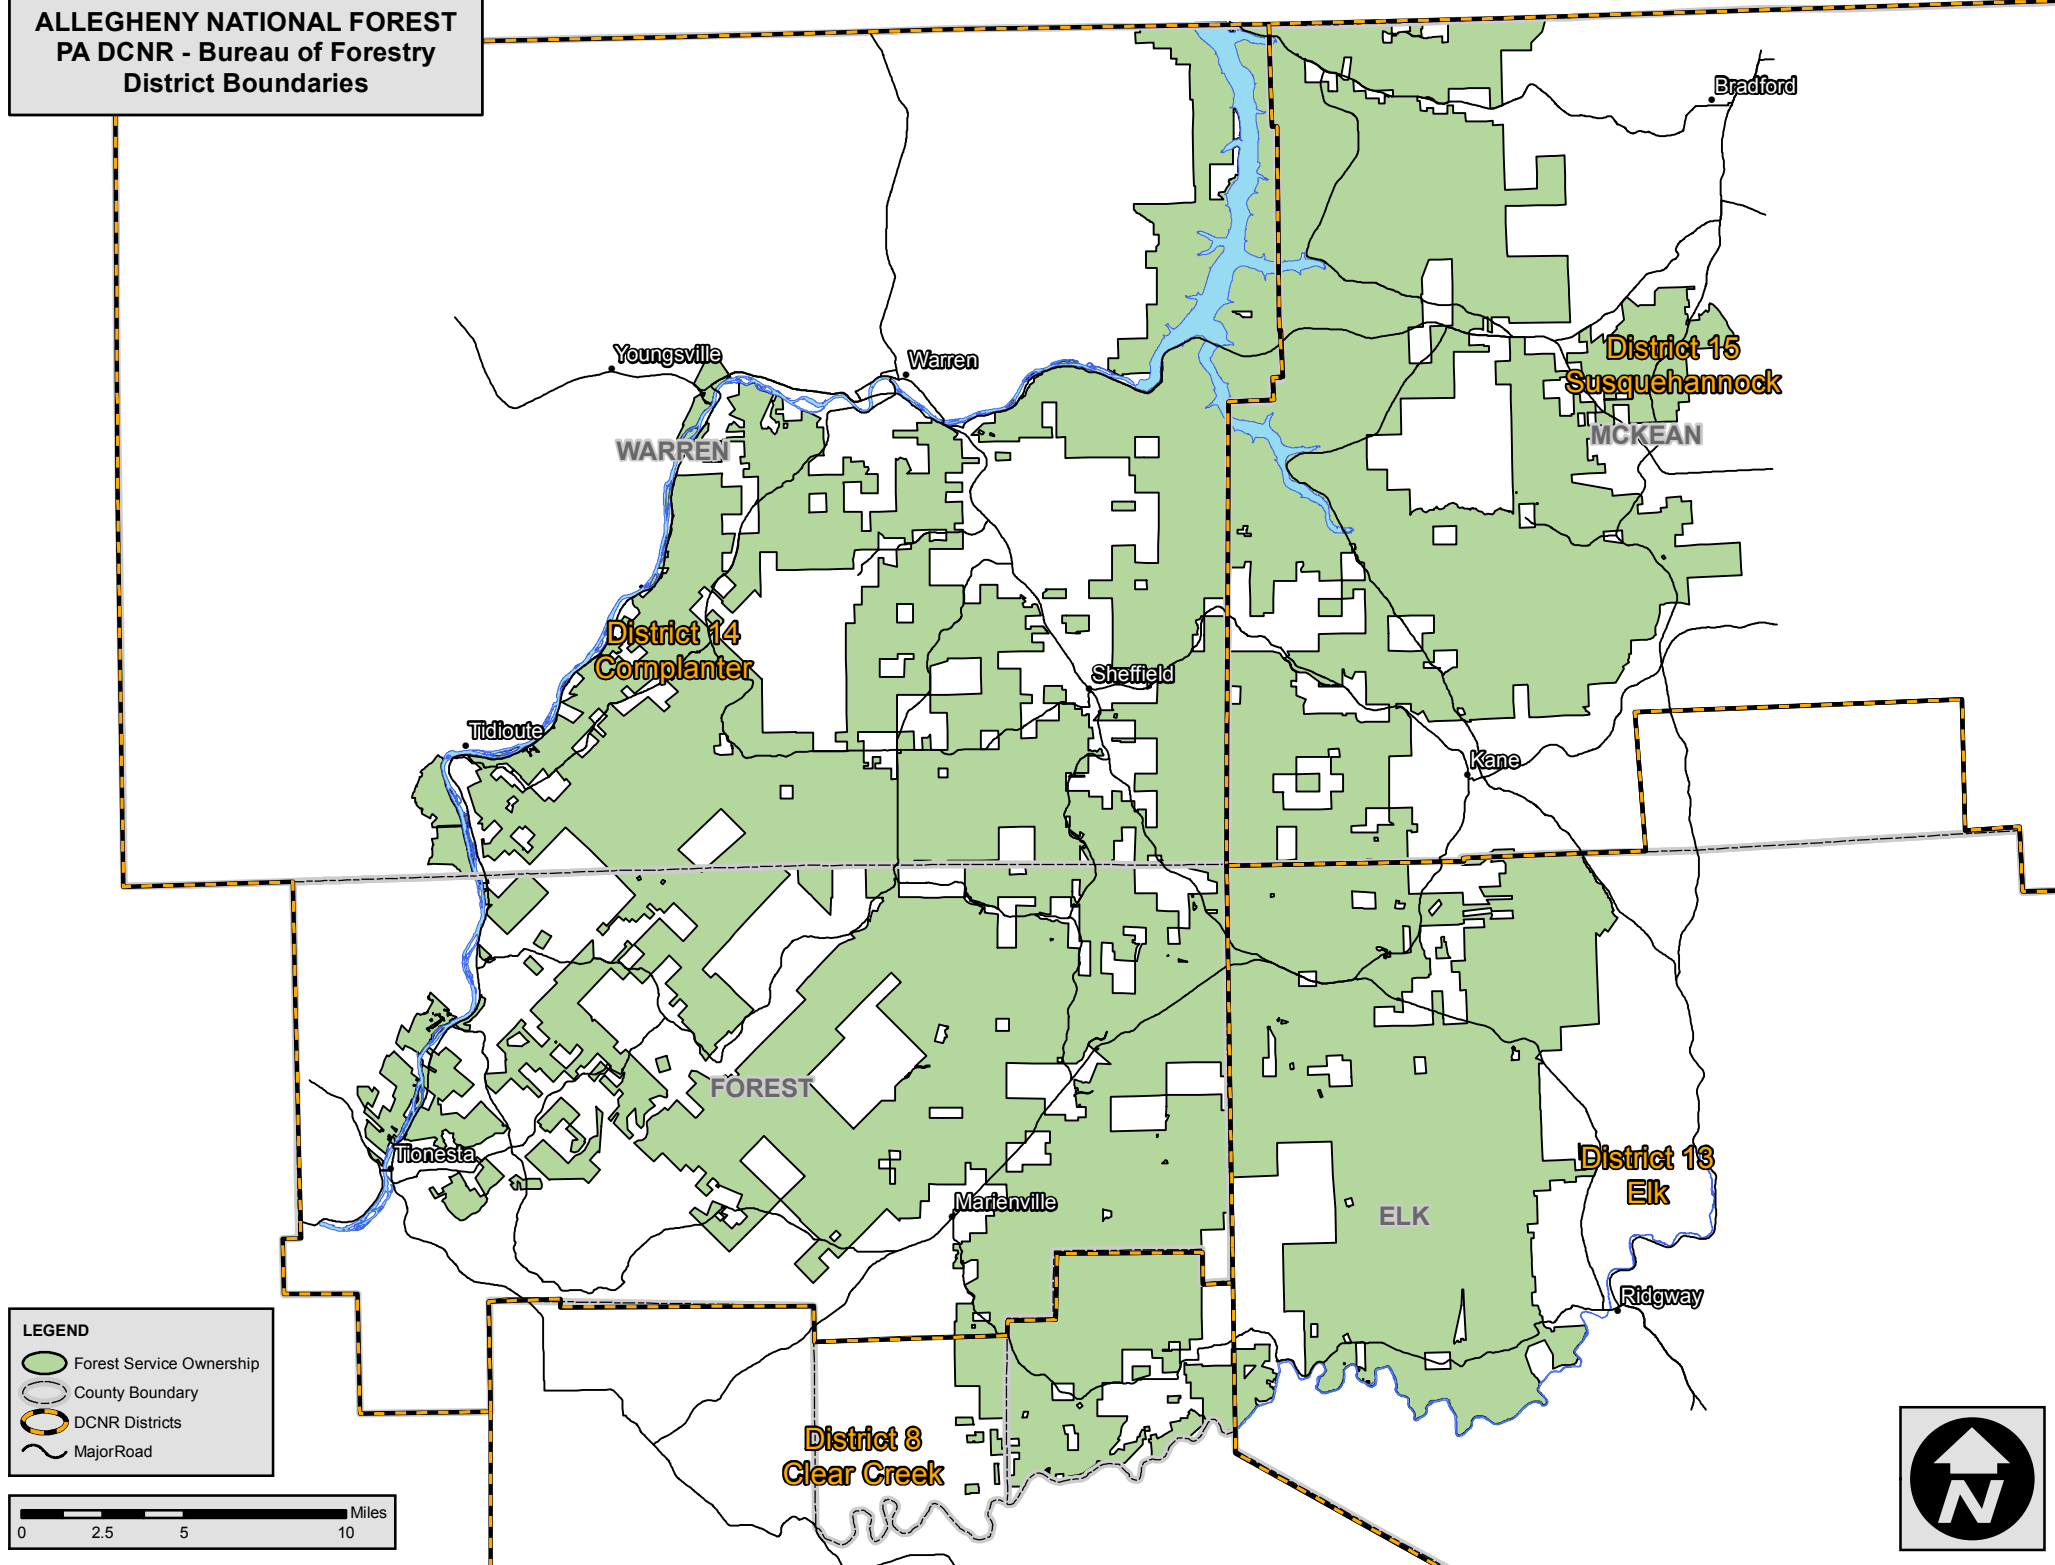 ALLEGHENY NATIONAL FOREST
PA DCNR - Bureau of Forestry
District Boundaries
Bradford
Youngsville
Warren
District 15
Susquehannock
MCKEAN
WARREN
District 14
Cornplanter
Sheffield
Tidioute
Kane
FOREST
Tionesta
District 13
Elk
Marienville
ELK
Ridgway
LEGEND
Forest Service Ownership
County Boundary
DCNR Districts
MajorRoad
District 8
Clear Creek
Miles
0 2.5 5 10
N